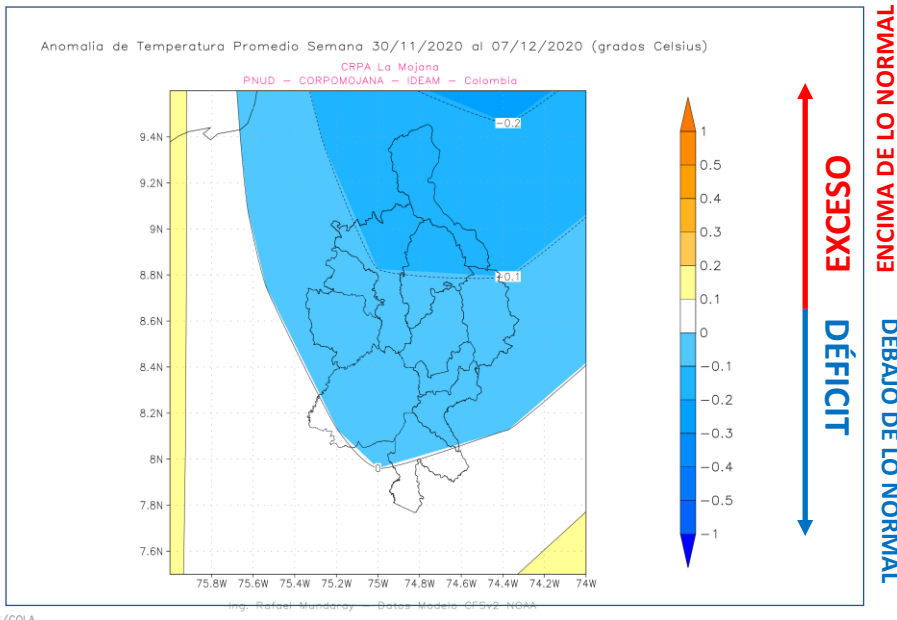 Anomalia de Temperatura Promedio Semana 30/11/2020 al 07/12/2020 (grados Celsius)
CRPA La Mojana
PNUD – CORPOMOJANA – IDEAM – Colombia
9.4N
9.2N
9N
8.8N
8.6N
8.4N
8.2N
8N
7.8N
7.6N
75.8W
75.6W
75.4W
75.2W
75W
74.8W
74.6W
74.4W
74.2W
74W
−0.2
−0.1
0
1
0.5
0.4
0.3
0.2
0.1
0
−0.1
−0.2
−0.3
−0.4
−0.5
−1
EXCESO
DÉFICIT
ENCIMA DE LO NORMAL
DEBAJO DE LO NORMAL
Ing. Rafael Mundaray – Datos Modelo CFSv2 NOAA
/COLA